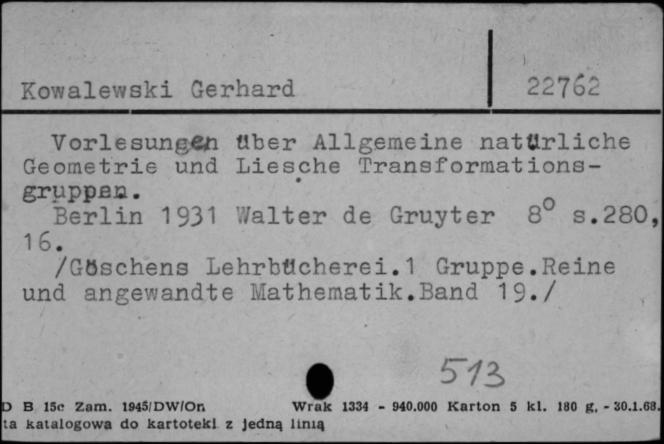 Kowalewski Gerhard 22762
Vorlesungen über Allgemeine natürliche
Geometrie und Liesche Transformations-
gruppen.
Berlin 1931 Walter de Gruyter 8° s.280,
16.
/Göschens Lehrbücherei.1 Gruppe.Reine
und angewandte Mathematik.Band 19./
513
D B 15c Zam. 1945/DW/On Wrak 1334 - 940.000 Karton 5 kl. 180 g. - 30.1.68.
ta katalogowa do kartoteki z jedną linią